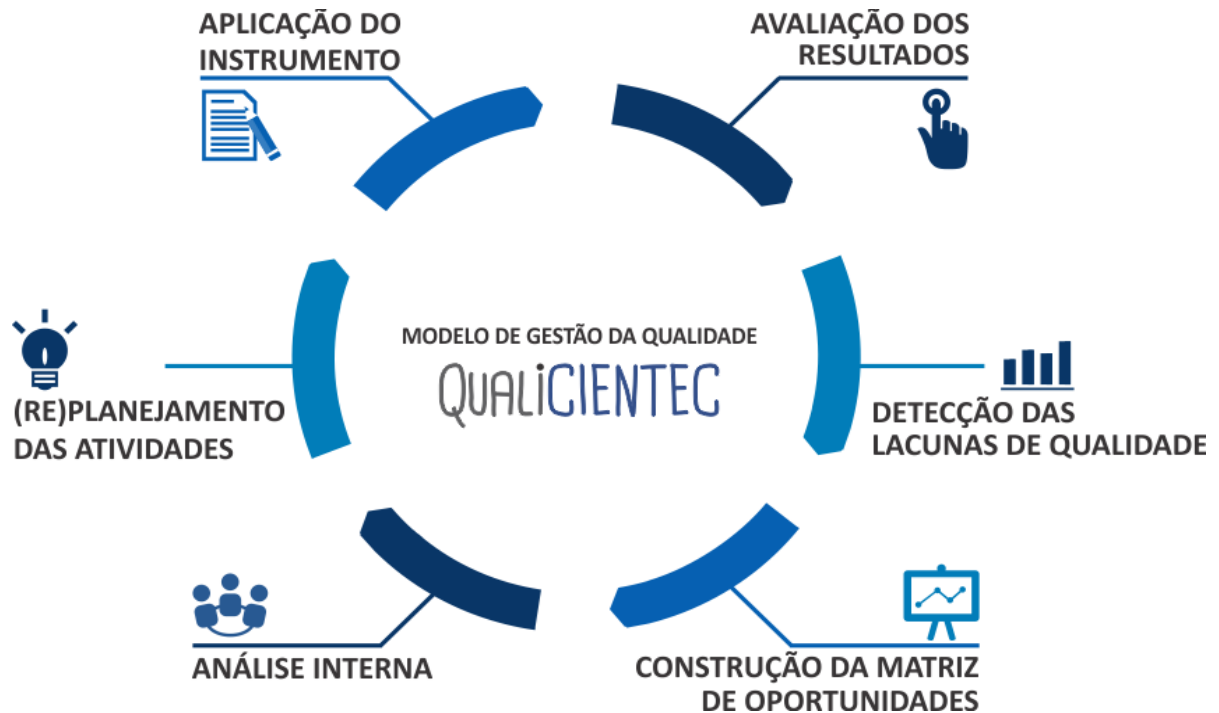 APLICAÇÃO DO
INSTRUMENTO
AVALIAÇÃO DOS
RESULTADOS
MODELO DE GESTÃO DA QUALIDADE
QUALiCIENTEC
(RE)PLANEJAMENTO
DAS ATIVIDADES
DETECÇÃO DAS
LACUNAS DE QUALIDADE
ANÁLISE INTERNA
CONSTRUÇÃO DA MATRIZ
DE OPORTUNIDADES